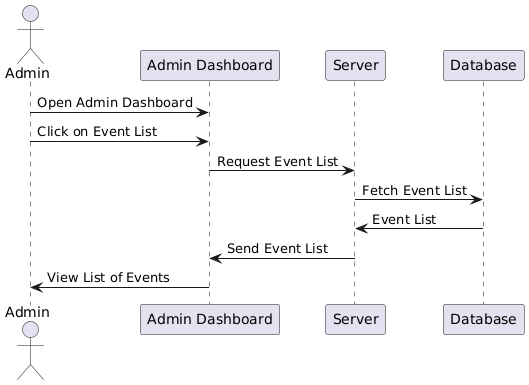 Admin
Admin Dashboard
Server
Database
Open Admin Dashboard
Click on Event List
Request Event List
Fetch Event List
Event List
Send Event List
View List of Events
Admin
Admin Dashboard
Server
Database